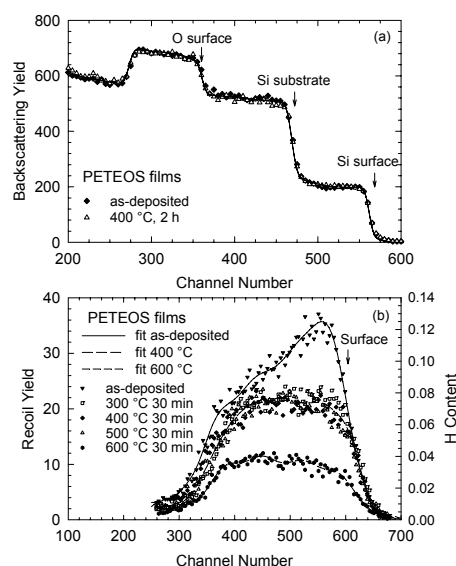 (a)
800
600
400
200
0
Backscattering Yield
O surface
Si substrate
Si surface
PETEOS films
as-deposited
400 °C, 2 h
200 300 400 500 600
Channel Number
(b)
40
30
20
10
0
Recoil Yield
PETEOS films
fit as-deposited
fit 400 °C
fit 600 °C
as-deposited
300 °C 30 min
400 °C 30 min
500 °C 30 min
600 °C 30 min
Surface
0.14
0.12
0.10
0.08
0.06
0.04
0.02
0.00
H Content
100 200 300 400 500 600 700
Channel Number